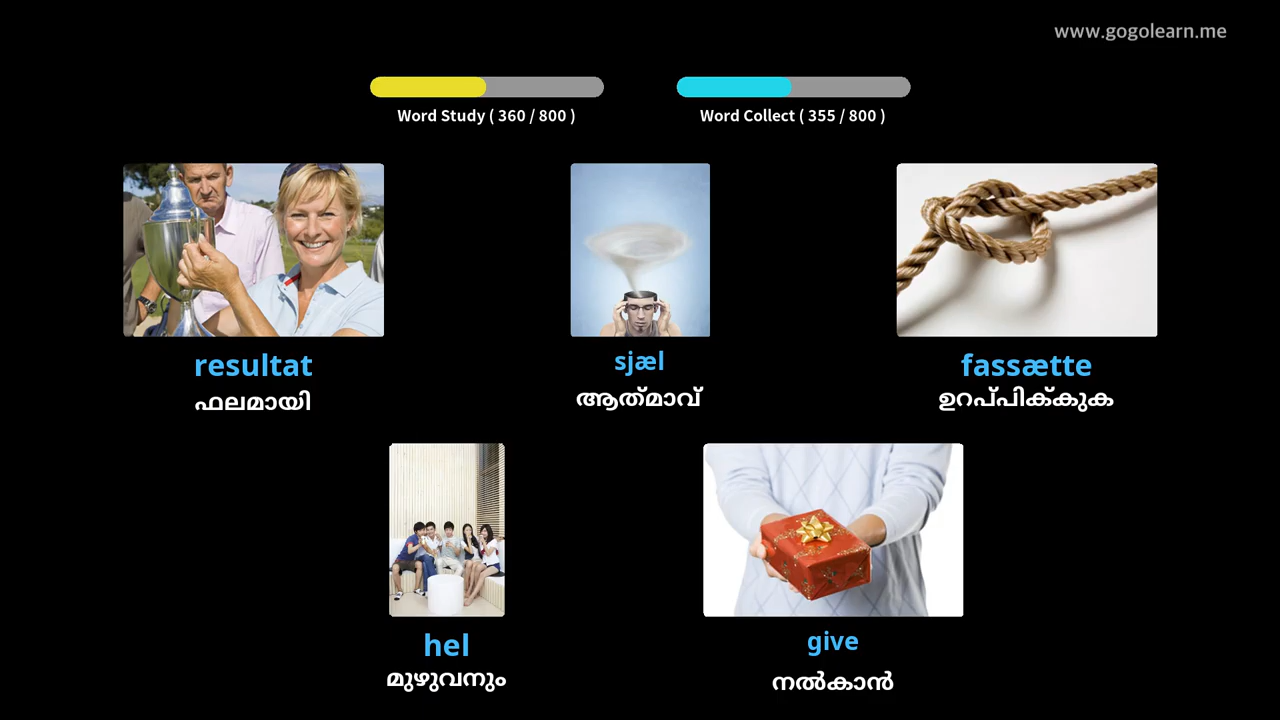 www.gogolearn.me
Word Study ( 360 / 800 )
Word Collect ( 355 / 800 )
resultat
ഫലമായി
sjæl
ആത്മാവ്
fassætte
ഉറപ്പിക്കുക
hel
മുഴുവനും
give
നൽകാൻ